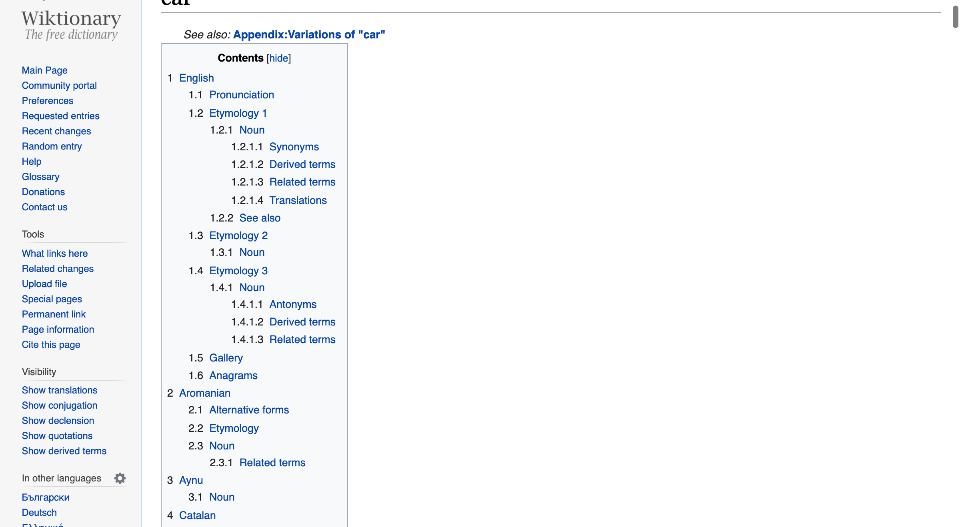 car
Wiktionary
The free dictionary
Main Page
Community portal
Preferences
Requested entries
Recent changes
Random entry
Help
Glossary
Donations
Contact us
Tools
What links here
Related changes
Upload file
Special pages
Permanent link
Page information
Cite this page
Visibility
Show translations
Show conjugation
Show declension
Show quotations
Show derived terms
In other languages
Български
Deutsch
Ελληνικά
See also: Appendix:Variations of "car"
Contents [hide]
1 English
1.1 Pronunciation
1.2 Etymology 1
1.2.1 Noun
1.2.1.1 Synonyms
1.2.1.2 Derived terms
1.2.1.3 Related terms
1.2.1.4 Translations
1.2.2 See also
1.3 Etymology 2
1.3.1 Noun
1.4 Etymology 3
1.4.1 Noun
1.4.1.1 Antonyms
1.4.1.2 Derived terms
1.4.1.3 Related terms
1.5 Gallery
1.6 Anagrams
2 Aromanian
2.1 Alternative forms
2.2 Etymology
2.3 Noun
2.3.1 Related terms
3 Aynu
3.1 Noun
4 Catalan